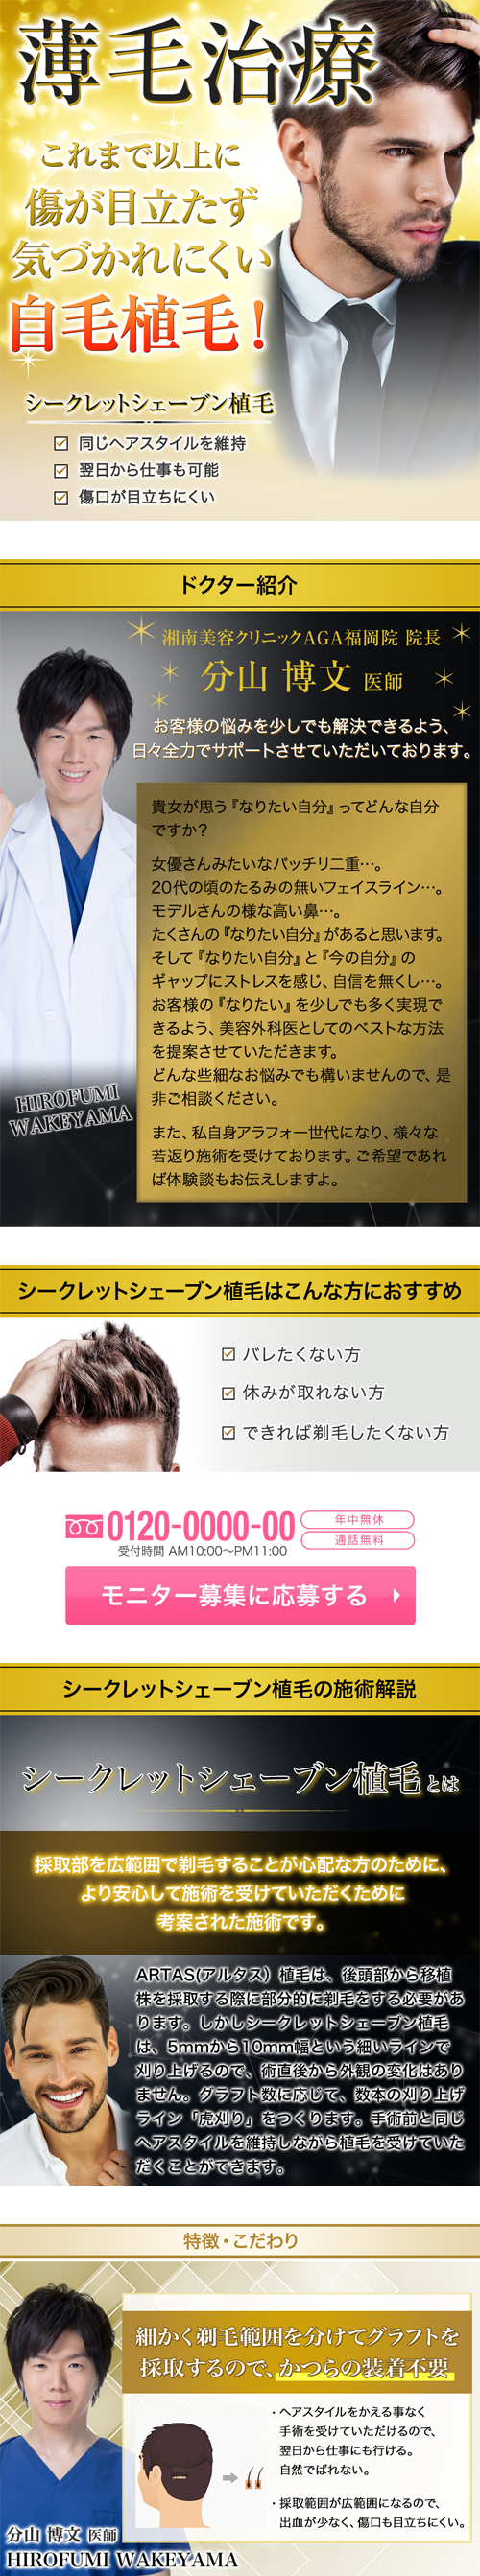 薄毛治療
これまで以上に
傷が目立たず
気づかれにくい
自毛植毛！
シークレットシェーブン植毛
同じヘアスタイルを維持
翌日から仕事も可能
傷口が目立ちにくい
ドクター紹介
湘南美容クリニックAGA福岡院 院長
分山 博文 医師
お客様の悩みを少しでも解決できるよう、
日々全力でサポートさせていただいております。
貴女が思う『なりたい自分』ってどんな自分
ですか？
女優さんみたいなパッチリ二重…。
20代の頃のたるみの無いフェイスライン…。
モデルさんの様な高い鼻…。
たくさんの『なりたい自分』があると思います。
そして『なりたい自分』と『今の自分』の
ギャップにストレスを感じ、自信を無くし…。
お客様の『なりたい』を少しでも多く実現で
きるよう、美容外科医としてのベストな方法
を提案させていただきます。
どんな些細なお悩みでも構いませんので、是
非ご相談ください。
また、私自身アラフォー世代になり、様々な
若返り施術を受けております。ご希望であれ
ば体験談もお伝えしますよ。
HIROFUMI
WAKEYAMA
シークレットシェーブン植毛はこんな方におすすめ
バレたくない方
休みが取れない方
できれば剃毛したくない方
0120-0000-00
年中無休
通話無料
受付時間 AM10:00〜PM11:00
モニター募集に応募する
シークレットシェーブン植毛の施術解説
シークレットシェーブン植毛とは
採取部を広範囲で剃毛することが心配な方のために、
より安心して施術を受けていただくために
考案された施術です。
ARTAS(アルタス）植毛は、後頭部から移植
株を採取する際に部分的に剃毛をする必要があ
ります。しかしシークレットシェーブン植毛
は、5mmから10mm幅という細いラインで
刈り上げるので、術直後から外観の変化はあり
ません。グラフト数に応じて、数本の刈り上げ
ライン「虎刈り」をつくります。手術前と同じ
ヘアスタイルを維持しながら植毛を受けていた
だくことができます。
特徴・こだわり
細かく剃毛範囲を分けてグラフトを
採取するので、かつらの装着不要
・ヘアスタイルをかえる事なく
手術を受けていただけるので、
翌日から仕事にも行ける。
自然でばれない。
・採取範囲が広範囲になるので、
出血が少なく、傷口も目立ちにくい。
分山 博文 医師
HIROFUMI WAKEYAMA